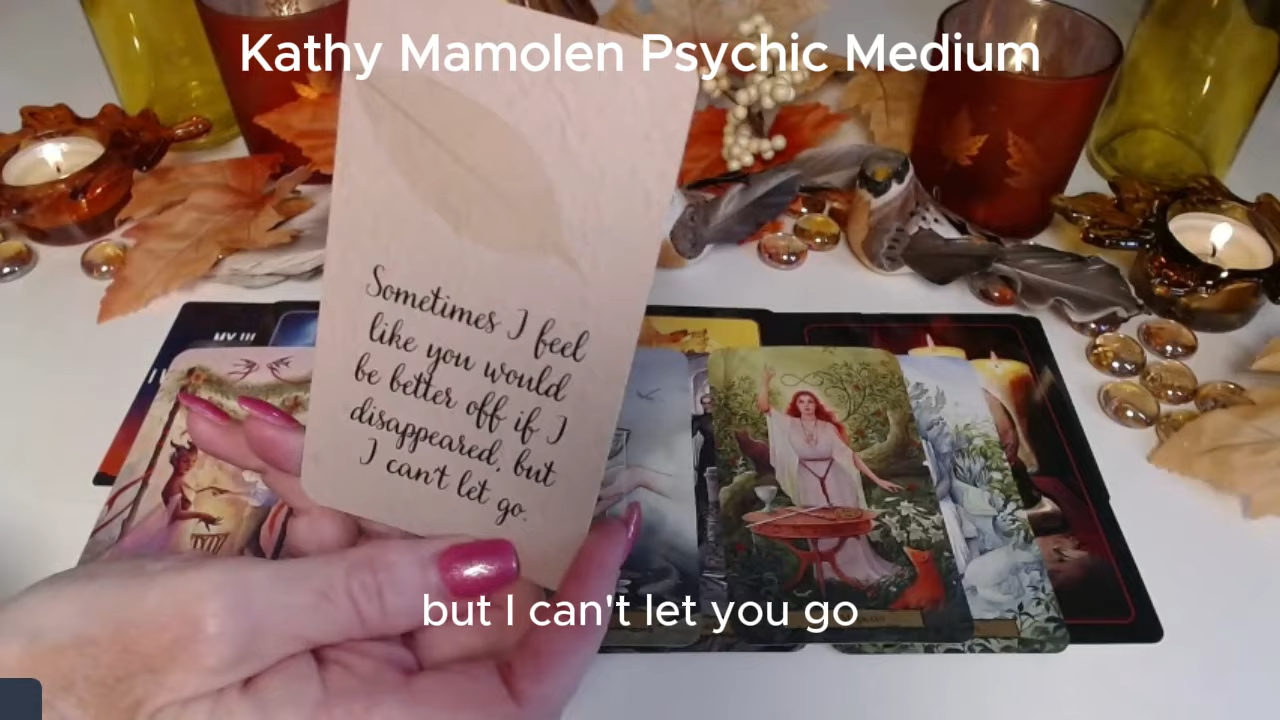 Kathy Mamolen Psychic Medium
Sometimes I feel
like you would
be better off if I
disappeared, but
I can't let go.
but I can't let you go